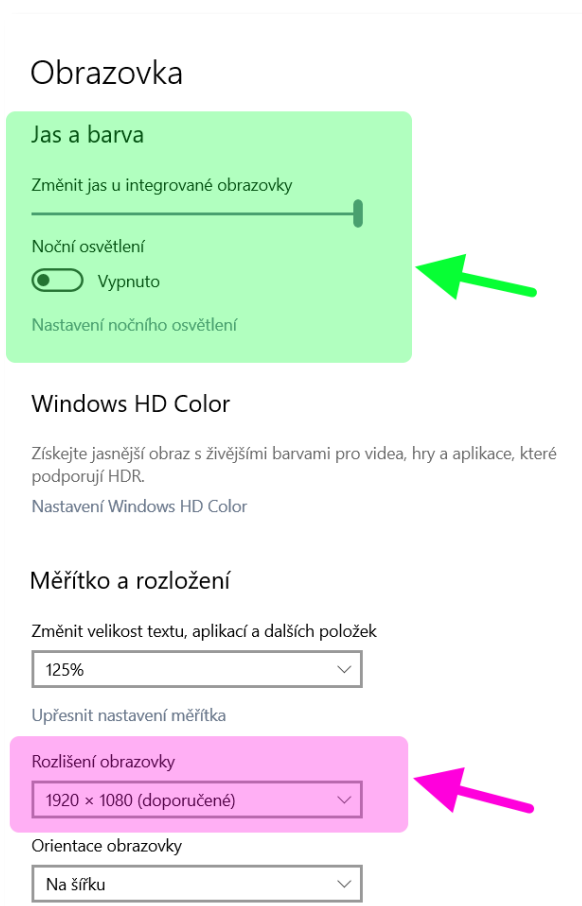 Obrazovka
Jas a barva
Změnit jas u integrované obrazovky
Noční osvětlení
Vypnuto
Nastavení nočního osvětlení
Windows HD Color
Získejte jasnější obraz s živějšími barvami pro videa, hry a aplikace, které
podporují HDR.
Nastavení Windows HD Color
Měřítko a rozložení
Změnit velikost textu, aplikací a dalších položek
125%
Upřesnit nastavení měřítka
Rozlišení obrazovky
1920 × 1080 (doporučené)
Orientace obrazovky
Na šířku